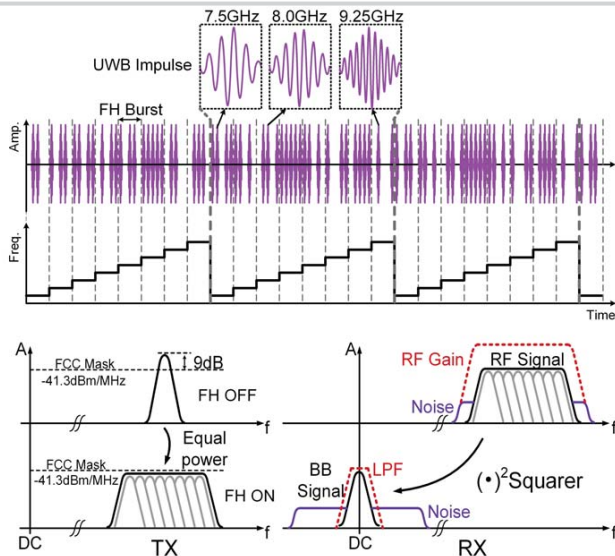 7.5GHz 8.0GHz 9.25GHz
UWB Impulse
FH Burst
Amp.
Freq.
Time
A
FCC Mask
-41.3dBm/MHz
9dB
FH OFF
f
Equal
power
FCC Mask
-41.3dBm/MHz
FH ON
DC
TX
f
A
RF Gain
RF Signal
Noise
f
BB
Signal
LPF
(•)²Squarer
Noise
DC
RX
f